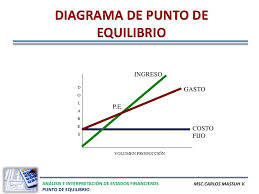 DIAGRAMA DE PUNTO DE
EQUILIBRIO
INGRESO
GASTO
D
O
L
A
R
E
S
P.E.
COSTO
FIJO
VOLUMEN PRODUCCIÓN
ANÁLISIS E INTERPRETACIÓN DE ESTADOS FINANCIEROS
PUNTO DE EQUILIBRIO
MSC.CARLOS MASSUH V.